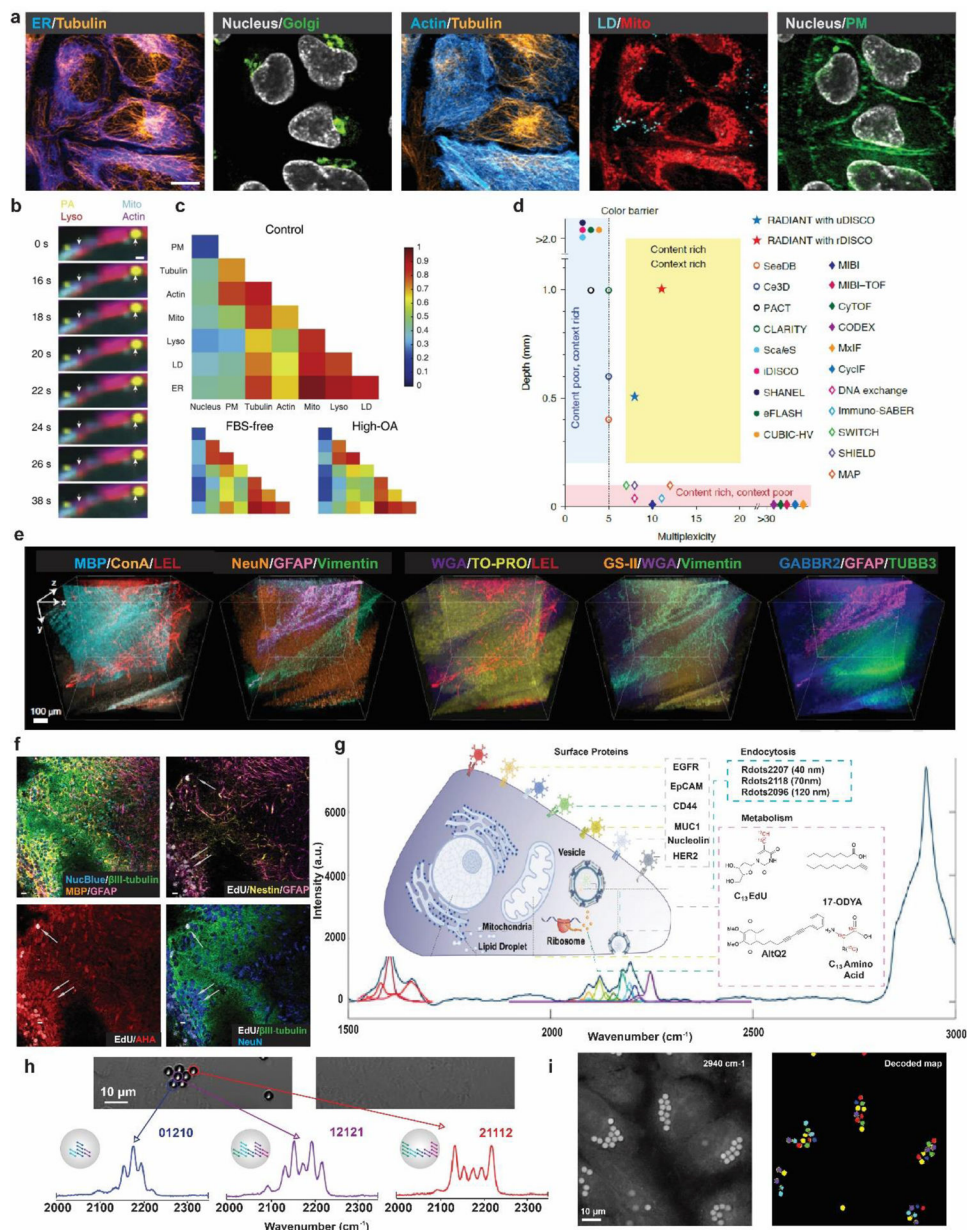 a
ER/Tubulin
Nucleus/Golgi
Actin/Tubulin
LD/Mito
Nucleus/PM
b
PA Mito
Lyso Actin
0 s
16 s
18 s
20 s
22 s
24 s
26 s
38 s
c
Control
PM
Tubulin
Actin
Mito
Lyso
LD
ER
Nucleus PM Tubulin Actin Mito Lyso LD
1
0.9
0.8
0.7
0.6
0.5
0.4
0.3
0.2
0.1
0
FBS-free
High-OA
d
Color barrier
Content rich
Context rich
Content poor, context rich
Content rich, context poor
Depth (mm)
>2.0
1.0
0.5
0
0 5 10 15 20 >30
Multiplexicity
RADIANT with uDISCO
RADIANT with rDISCO
SeeDB
Ce3D
PACT
CLARITY
Sca/eS
iDISCO
SHANEL
eFLASH
CUBIC-HV
MIBI
MIBI-TOF
CyTOF
CODEX
MxIF
CycIF
DNA exchange
Immuno-SABER
SWITCH
SHIELD
MAP
e
MBP/ConA/LEL
NeuN/GFAP/Vimentin
WGA/TO-PRO/LEL
GS-II/WGA/Vimentin
GABBR2/GFAP/TUBB3
z
x
y
100 μm
f
NucBlue/βIII-tubulin
MBP/GFAP
EdU/Nestin/GFAP
EdU/AHA
EdU/βIII-tubulin
NeuN
g
Surface Proteins
EGFR
EpCAM
CD44
MUC1
Nucleolin
HER2
Endocytosis
Rdots2207 (40 nm)
Rdots2118 (70nm)
Rdots2096 (120 nm)
Metabolism
C13EdU
17-ODYA
AltQ2
C13Amino
Acid
Vesicle
Mitochondria
Lipid Droplet
Ribosome
Intensity (a.u.)
6000
4000
3000
2000
1000
0
1500 2000 2500 3000
Wavenumber (cm-1)
h
10 μm
01210
12121
21112
2000 2100 2200 2300
2000 2100 2200 2300
2000 2100 2200 2300
Wavenumber (cm-1)
i
2940 cm-1
10 μm
Decoded map